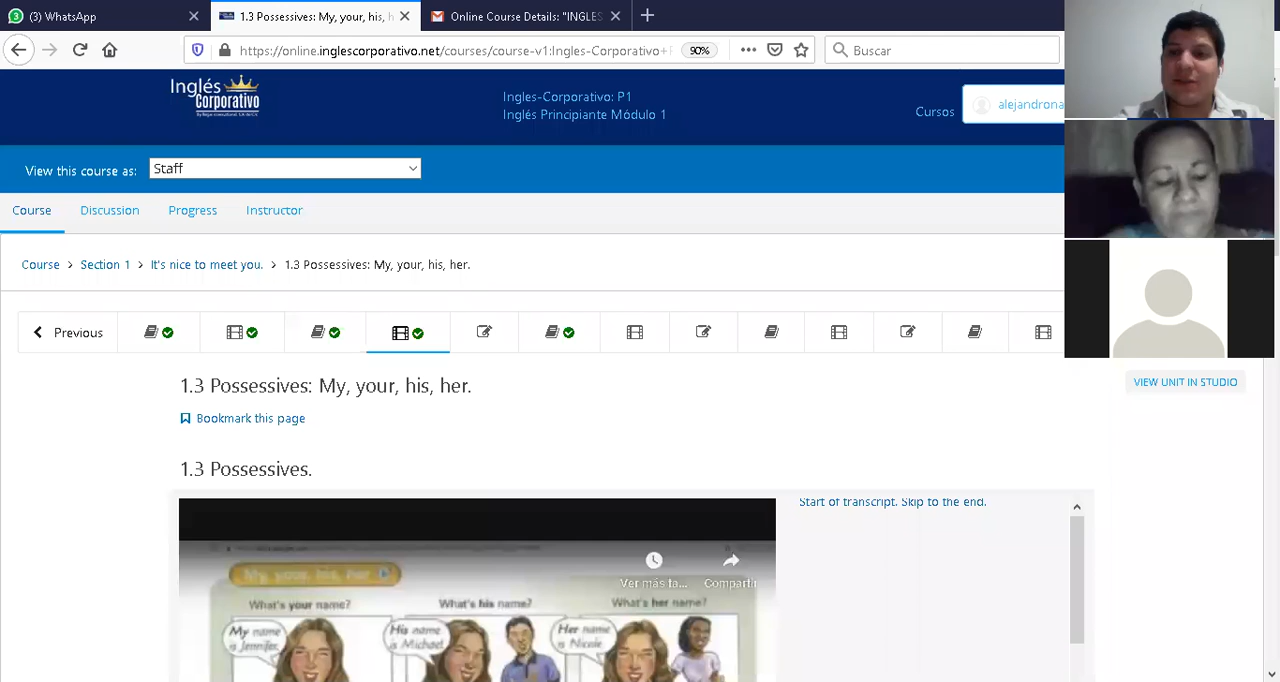 (3) WhatsApp
1.3 Possessives: My, your, his, h
Online Course Details: "INGLES
https://online.inglescorporativo.net/courses/course-v1:Ingles-Corporativo+
90%
Buscar
Inglés
Corporativo
Ingles-Corporativo: P1
Inglés Principiante Módulo 1
Cursos
alejandrona
View this course as:
Staff
Course
Discussion
Progress
Instructor
Course > Section 1 > It's nice to meet you. > 1.3 Possessives: My, your, his, her.
Previous
1.3 Possessives: My, your, his, her.
VIEW UNIT IN STUDIO
Bookmark this page
1.3 Possessives.
Start of transcript. Skip to the end.
Ver más ta...
Compartir
My, your, his, her
What's your name?
What's his name?
What's her name?
My name is Jennifer.
His name is Michael.
Her name is Nicole.